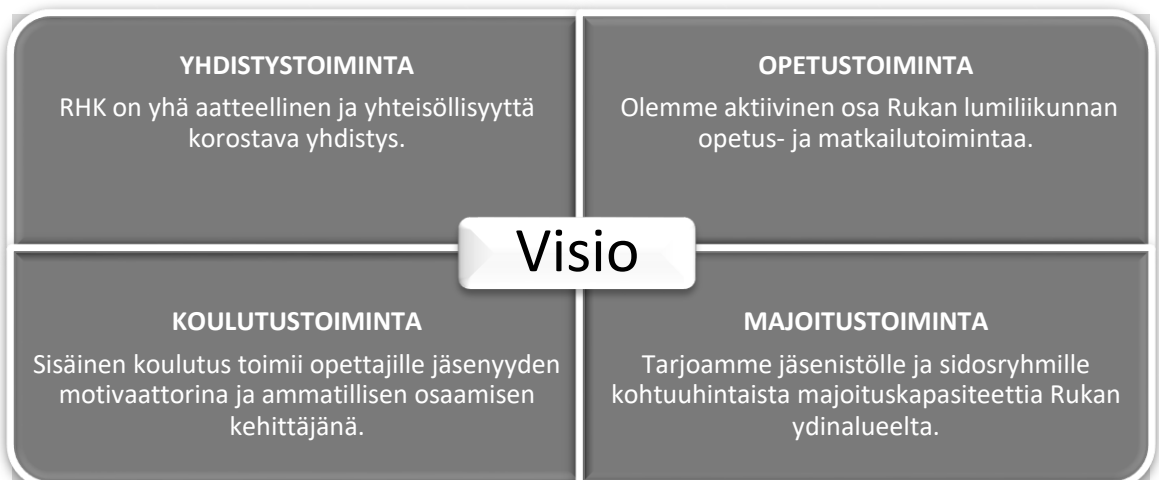 YHDISTYSTOIMINTA
RHK on yhä aatteellinen ja yhteisöllisyyttä
korostava yhdistys.
OPETUSTOIMINTA
Olemme aktiivinen osa Rukan lumiliikunnan
opetus- ja matkailutoimintaa.
Visio
KOULUTUSTOIMINTA
Sisäinen koulutus toimii opettajille jäsenyyden
motivaattorina ja ammatillisen osaamisen
kehittäjänä.
MAJOITUSTOIMINTA
Tarjoamme jäsenistölle ja sidosryhmille
kohtuuhintaista majoituskapasiteettia Rukan
ydinalueelta.